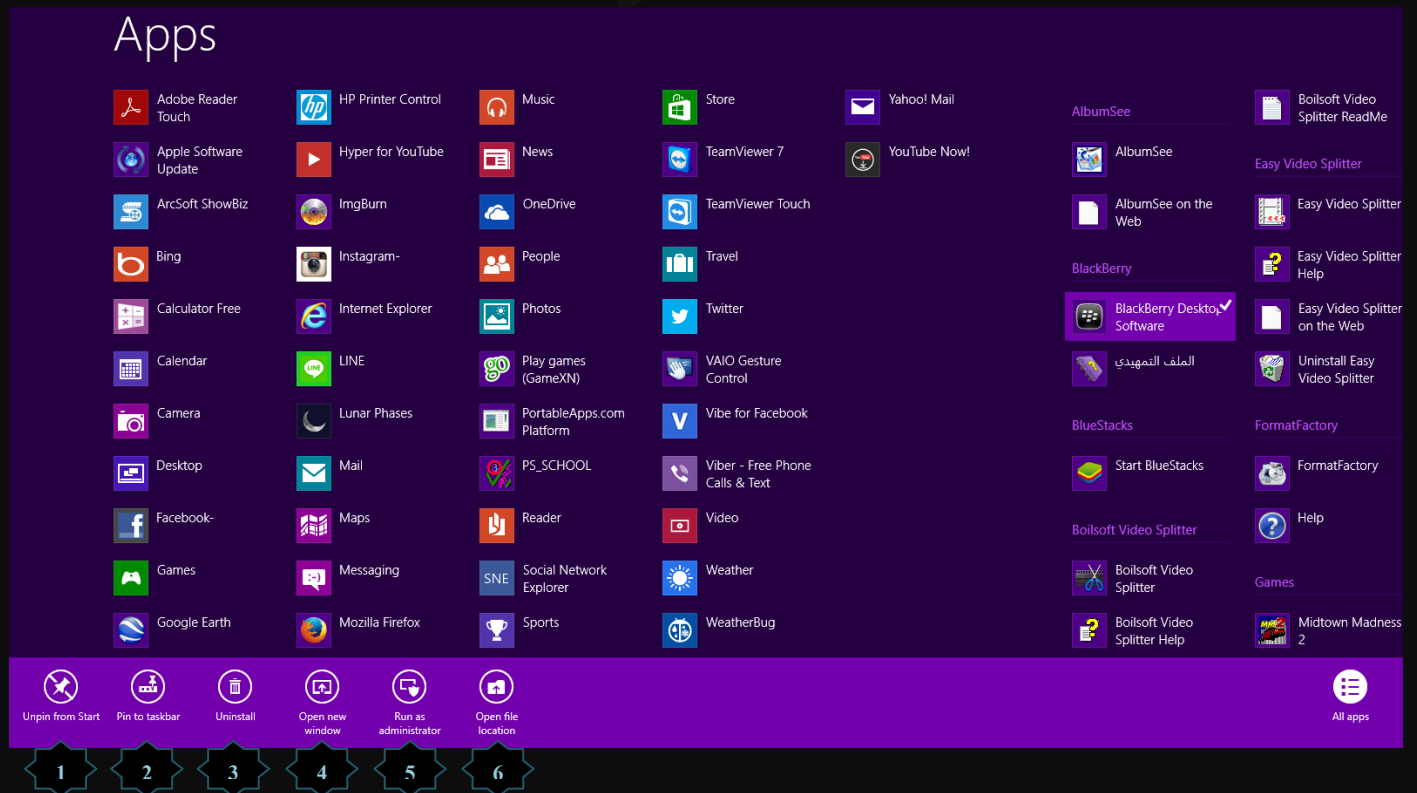 Apps
Adobe Reader
Touch
Apple Software
Update
ArcSoft ShowBiz
Bing
Calculator Free
Calendar
Camera
Desktop
Facebook-
Games
Google Earth
HP Printer Control
Hyper for YouTube
ImgBurn
Instagram-
Internet Explorer
LINE
Lunar Phases
Mail
Maps
Messaging
Mozilla Firefox
Music
News
OneDrive
People
Photos
Play games
(GameXN)
PortableApps.com
Platform
PS_SCHOOL
Reader
SNE
Social Network
Explorer
Sports
Store
TeamViewer 7
TeamViewer Touch
Travel
Twitter
VAIO Gesture
Control
Vibe for Facebook
Viber - Free Phone
Calls & Text
Video
Weather
WeatherBug
Yahoo! Mail
YouTube Now!
AlbumSee
AlbumSee
AlbumSee on the
Web
BlackBerry
BlackBerry Desktop
Software
الملف التمهيدي
BlueStacks
Start BlueStacks
Boilsoft Video Splitter
Boilsoft Video
Splitter
Boilsoft Video
Splitter Help
Boilsoft Video
Splitter ReadMe
Easy Video Splitter
Easy Video Splitter
Easy Video Splitter
Help
Easy Video Splitter
on the Web
Uninstall Easy
Video Splitter
FormatFactory
FormatFactory
Help
Games
Midtown Madness
2
Unpin from Start
Pin to taskbar
Uninstall
Open new
window
Run as
administrator
Open file
location
All apps
1
2
3
4
5
6